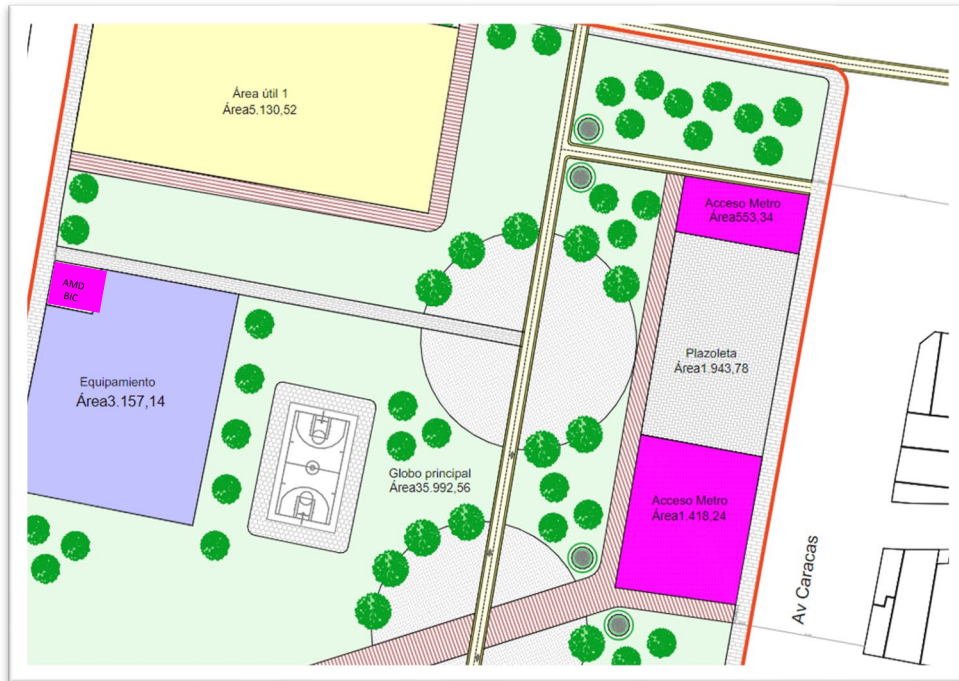 Área útil 1
Área5.130,52
Acceso Metro
Área553,34
AMD
BIC
Plazoleta
Área1.943,78
Equipamiento
Área3.157,14
Globo principal
Área35.992,56
Acceso Metro
Área1.418,24
Av Caracas